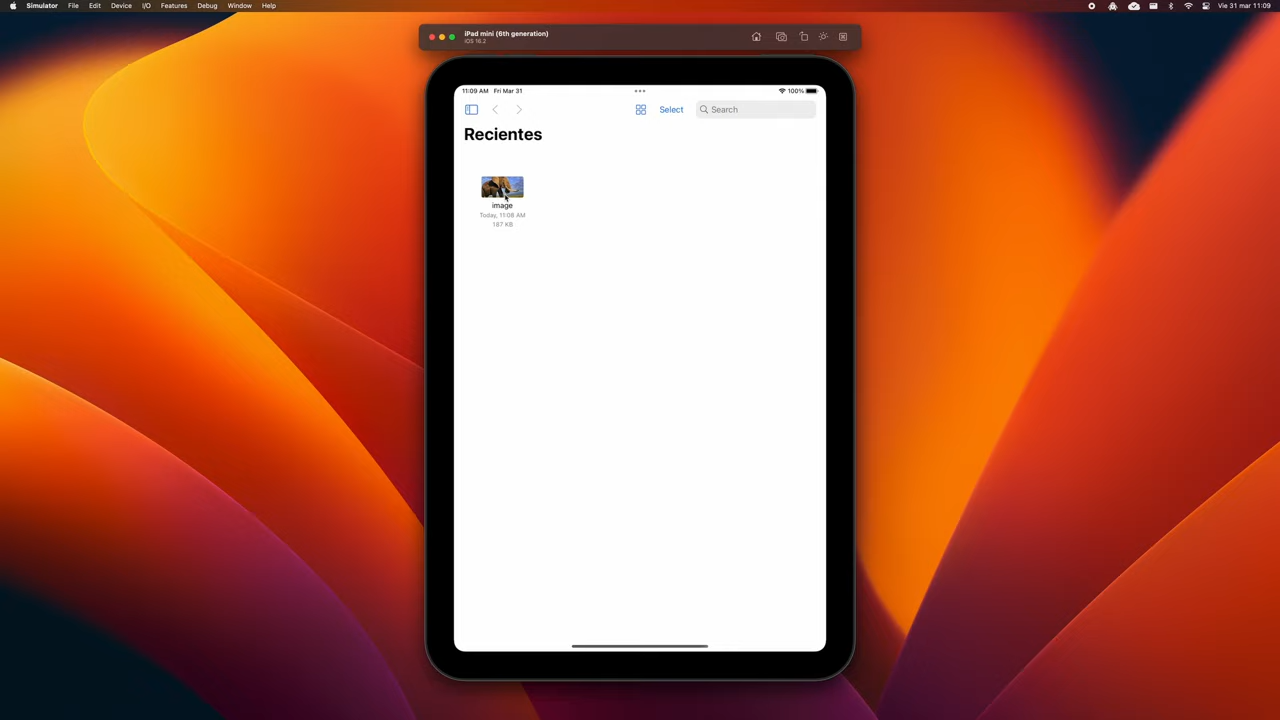 Simulator File Edit Device I/O Features Debug Window Help Vie 31 mar 11:09
iPad mini (6th generation)
iOS 16.2
11:09 AM Fri Mar 31 100%
Select Search
Recientes
image
Today, 11:08 AM
187 KB